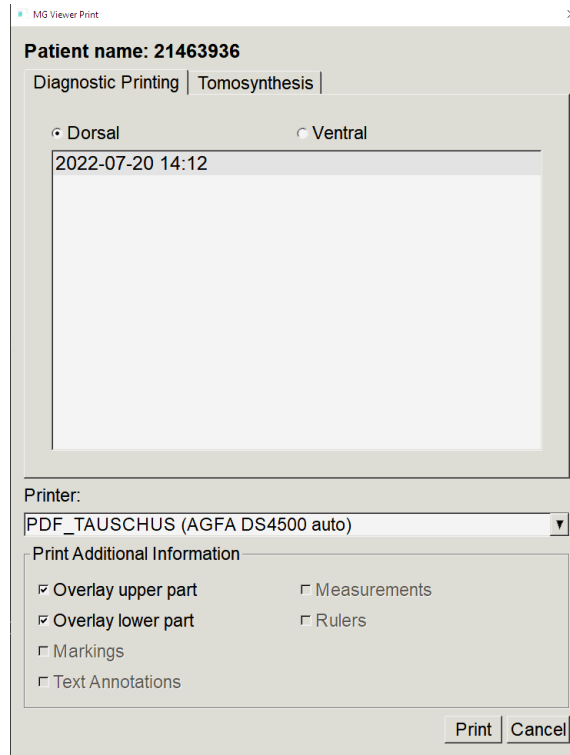 MG Viewer Print
Patient name: 21463936
Diagnostic Printing Tomosynthesis
Dorsal Ventral
2022-07-20 14:12
Printer:
PDF_TAUSCHUS (AGFA DS4500 auto)
Print Additional Information
Overlay upper part Measurements
Overlay lower part Rulers
Markings
Text Annotations
Print Cancel